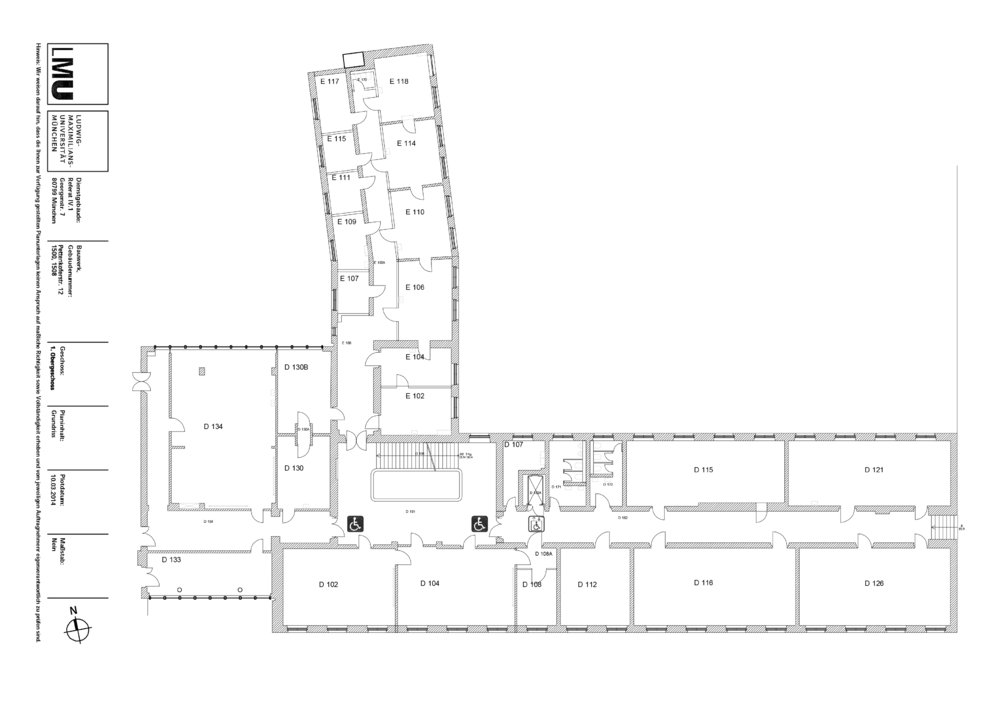 LMU
LUDWIG-
MAXIMILIANS-
UNIVERSITÄT
MÜNCHEN
Dienstgebäude:
Referat IV.1
Georgenstr. 7
80799 München
Bauwerk,
Gebäudenummer:
Pettenkoferstr. 12
1500, 1508
Geschoss:
1. Obergeschoss
Planinhalt:
Grundriss
Plotdatum:
10.03.2014
Maßstab:
Nein
N
Hinweis: Wir weisen darauf hin, dass die Ihnen zur Verfügung gestellten Planunterlagen keinen Anspruch auf maßliche Richtigkeit sowie Vollständigkeit erheben und vom jeweiligen Auftragnehmer eigenverantwortlich zu prüfen sind.
E 117
E 118
E 115
E 114
E 111
E 110
E 109
E 107
E 106
E 104
E 102
D 130B
D 134
D 130
D 107
D 115
D 121
D 101
D 108A
D 133
D 102
D 104
D 108
D 112
D 116
D 126